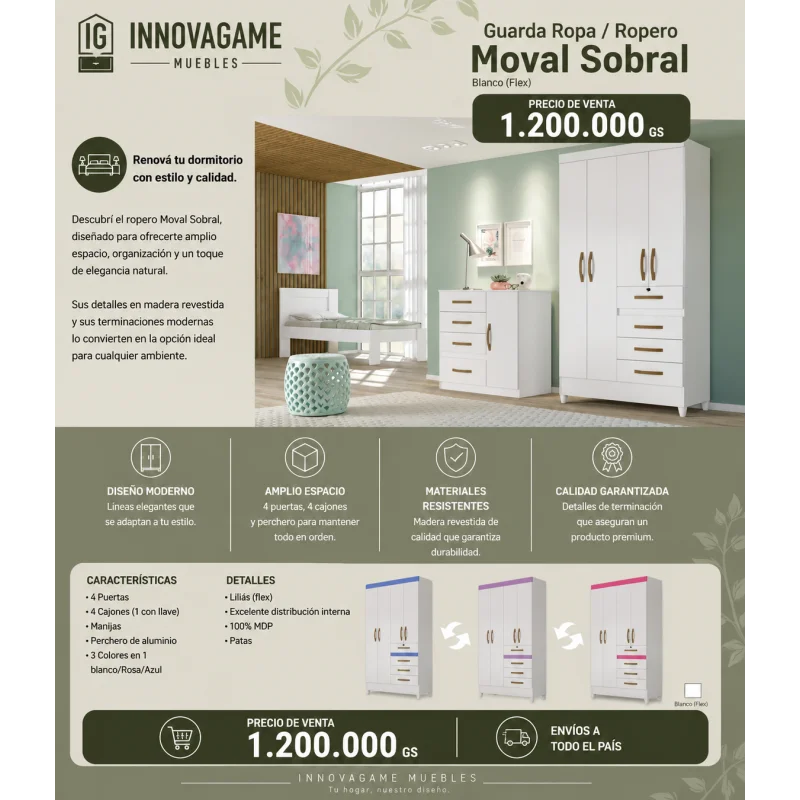 IG INNOVAGAME
MUEBLES
Guarda Ropa / Ropero
Moval Sobral
Blanco (Flex)
PRECIO DE VENTA
1.200.000 GS
Renová tu dormitorio
con estilo y calidad.
Descubrí el ropero Moval Sobral,
diseñado para ofrecerte amplio
espacio, organización y un toque
de elegancia natural.
Sus detalles en madera revestida
y sus terminaciones modernas
lo convierten en la opción ideal
para cualquier ambiente.
DISEÑO MODERNO
Líneas elegantes que
se adaptan a tu estilo.
AMPLIO ESPACIO
4 puertas, 4 cajones
y perchero para mantener
todo en orden.
MATERIALES
RESISTENTES
Madera revestida de
calidad que garantiza
durabilidad.
CALIDAD GARANTIZADA
Detalles de terminación
que aseguran un
producto premium.
CARACTERÍSTICAS
• 4 Puertas
• 4 Cajones (1 con llave)
• Manijas
• Perchero de aluminio
• 3 Colores en 1
blanco/Rosa/Azul
DETALLES
• Liliás (flex)
• Excelente distribución interna
• 100% MDP
• Patas
Blanco (Flex)
PRECIO DE VENTA
1.200.000 GS
ENVÍOS A
TODO EL PAÍS
INNOVAGAME MUEBLES
Tu hogar, nuestro diseño.